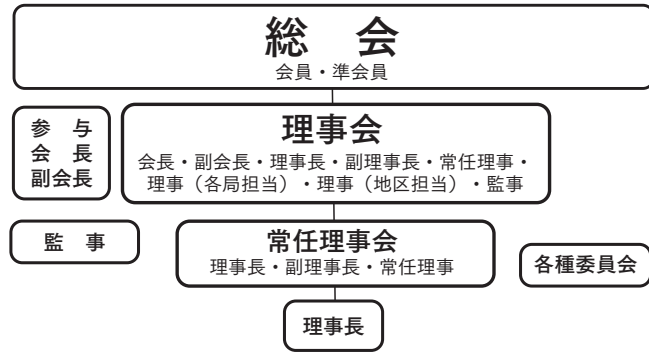 総　会
会員・準会員
参　与
会　長
副会長
理事会
会長・副会長・理事長・副理事長・常任理事・
理事（各局担当）・理事（地区担当）・監事
監　事
常任理事会
理事長・副理事長・常任理事
各種委員会
理事長